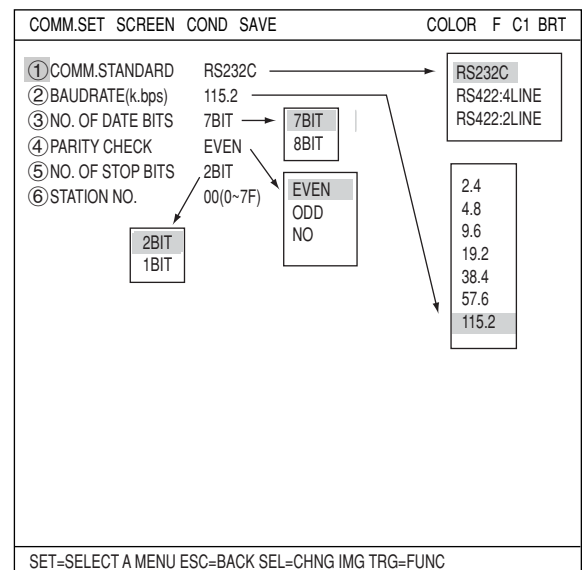 COMM.SET SCREEN COND SAVE COLOR F C1 BRT
①COMM.STANDARD RS232C
②BAUDRATE(k.bps) 115.2
③NO. OF DATE BITS 7BIT
④PARITY CHECK EVEN
⑤NO. OF STOP BITS 2BIT
⑥STATION NO. 00(0~7F)
RS232C
RS422:4LINE
RS422:2LINE
7BIT
8BIT
EVEN
ODD
NO
2BIT
1BIT
2.4
4.8
9.6
19.2
38.4
57.6
115.2
SET=SELECT A MENU ESC=BACK SEL=CHNG IMG TRG=FUNC